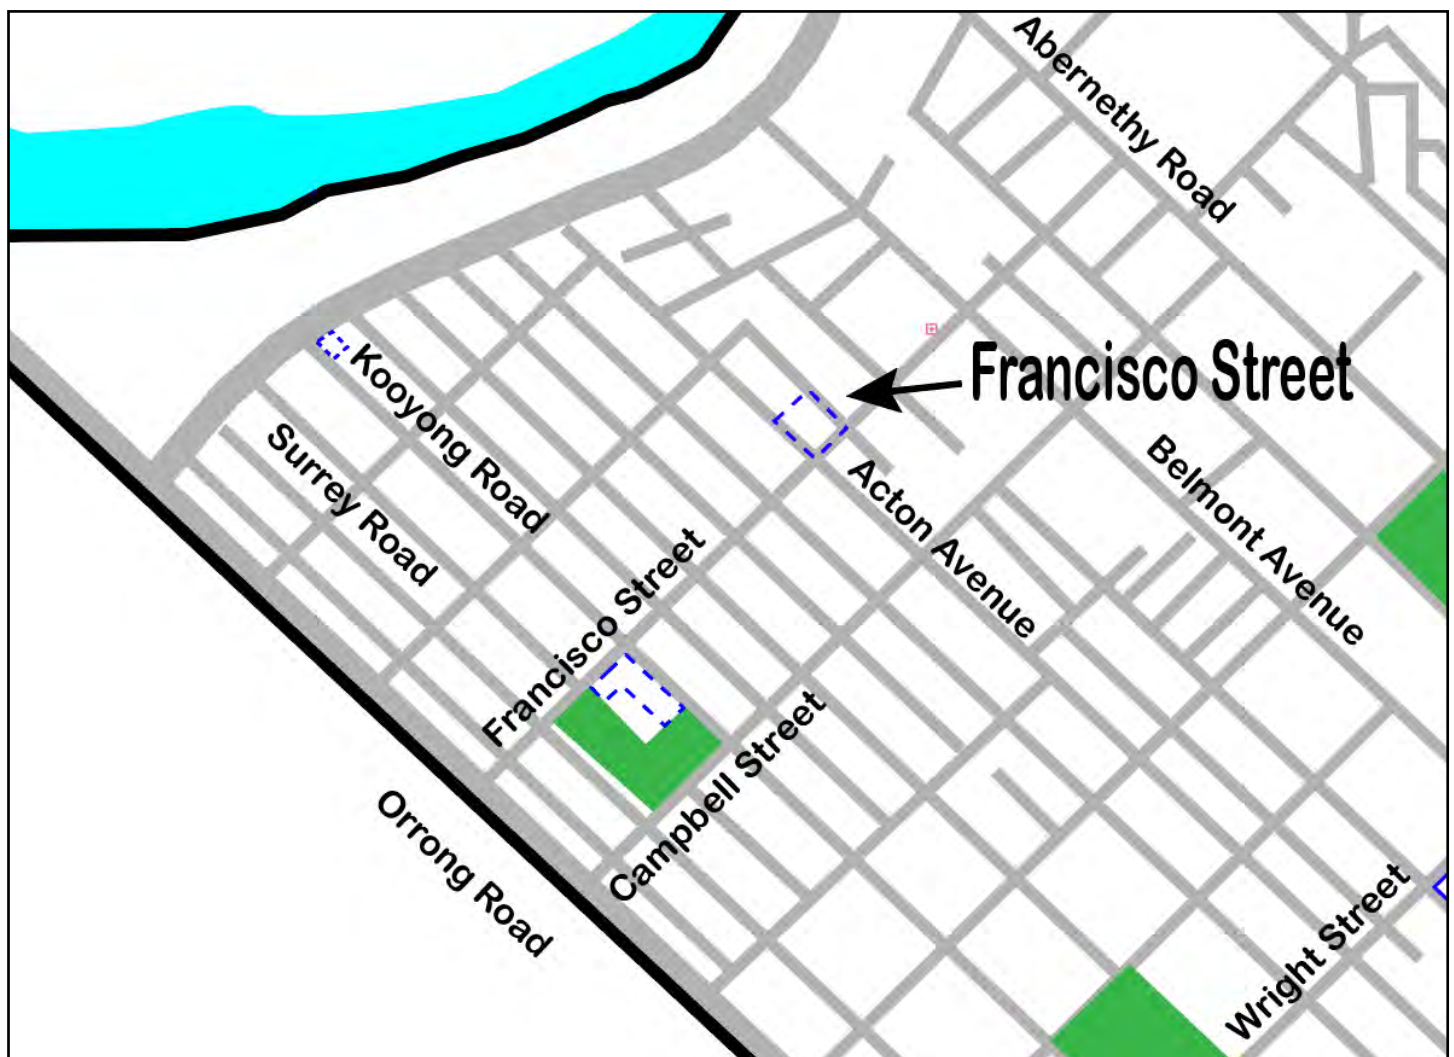 Abernethy Road
Francisco Street
Kooyong Road
Surrey Road
Belmont Avenue
Acton Avenue
Francisco Street
Campbell Street
Orrong Road
Wright Street